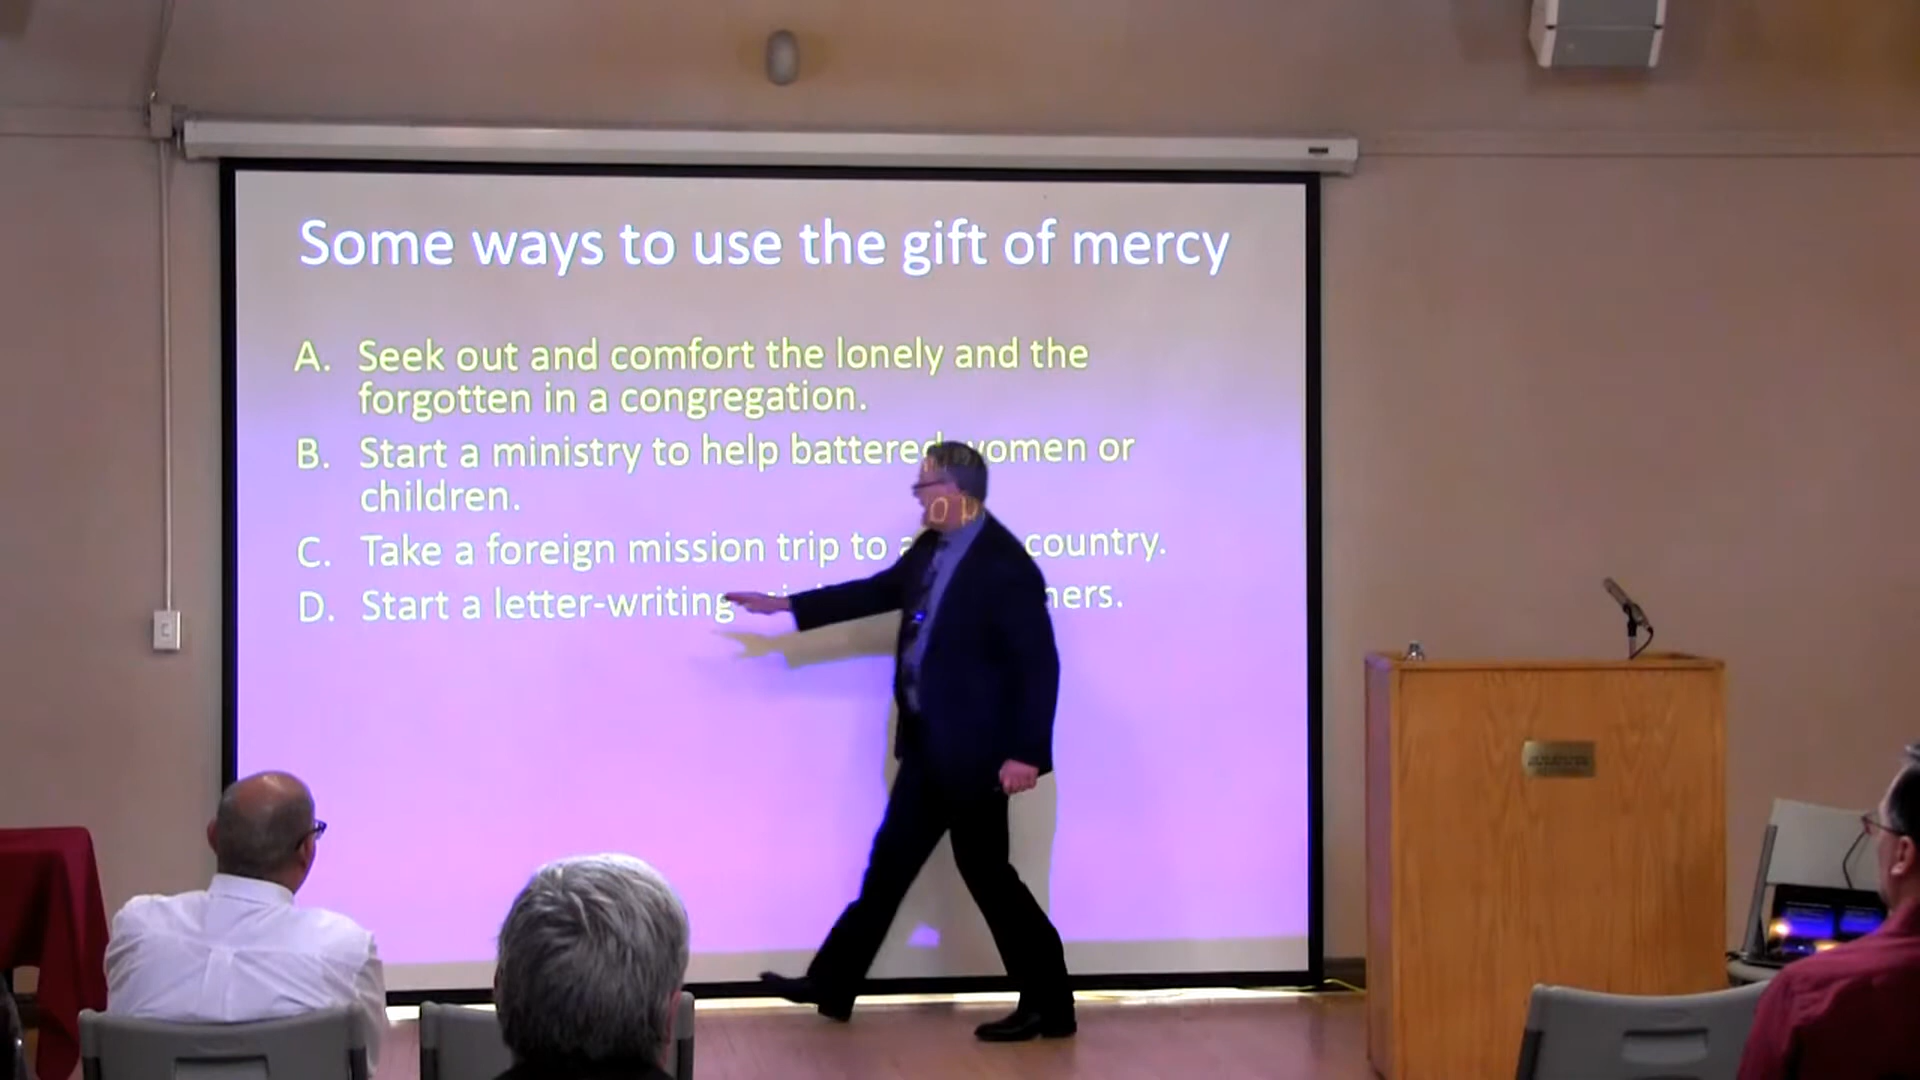 Some ways to use the gift of mercy
A. Seek out and comfort the lonely and the
forgotten in a congregation.
B. Start a ministry to help battered women or
children.
C. Take a foreign mission trip to a country.
D. Start a letter-writing